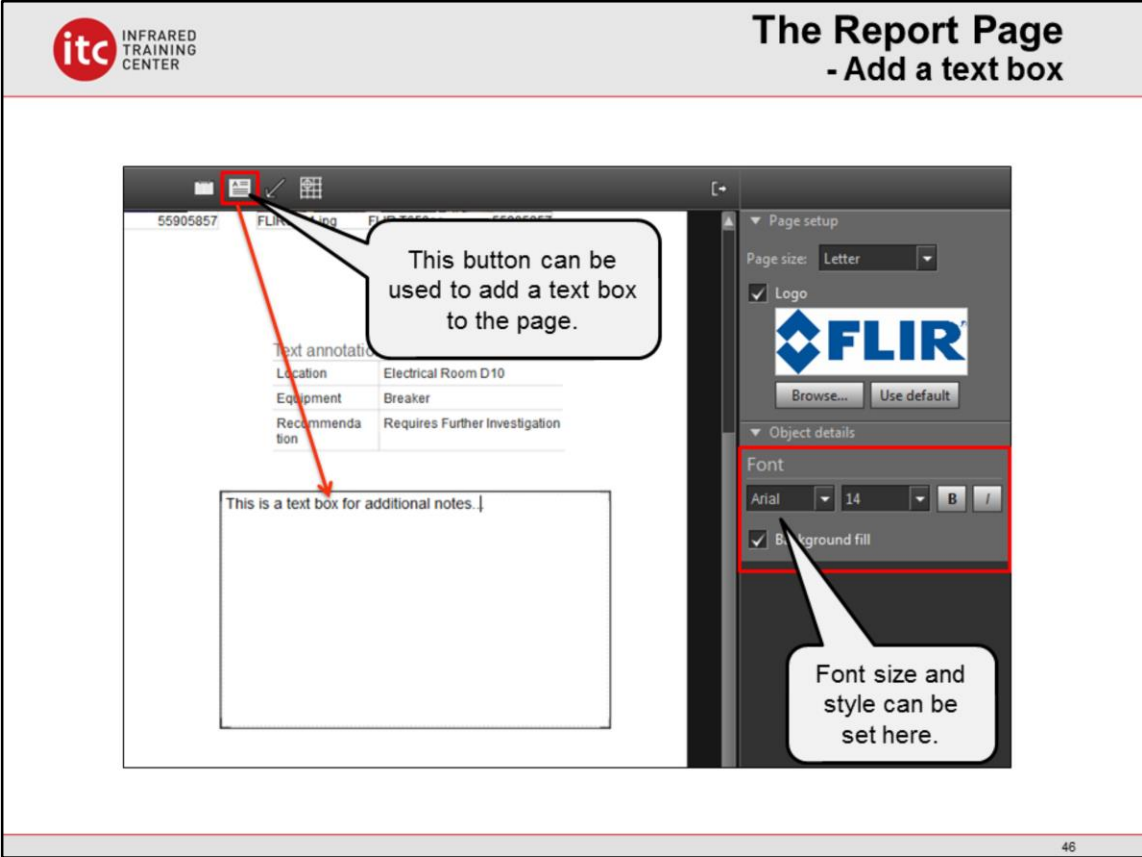 itc INFRARED
TRAINING
CENTER
The Report Page
- Add a text box
55905857
This button can be
used to add a text box
to the page.
Text annotatio
Location Electrical Room D10
Equipment Breaker
Recommenda Requires Further Investigation
tion
This is a text box for additional notes..
Page setup
Page size: Letter
Logo
FLIR
Browse... Use default
Object details
Font
Arial 14 B I
Background fill
Font size and
style can be
set here.
46